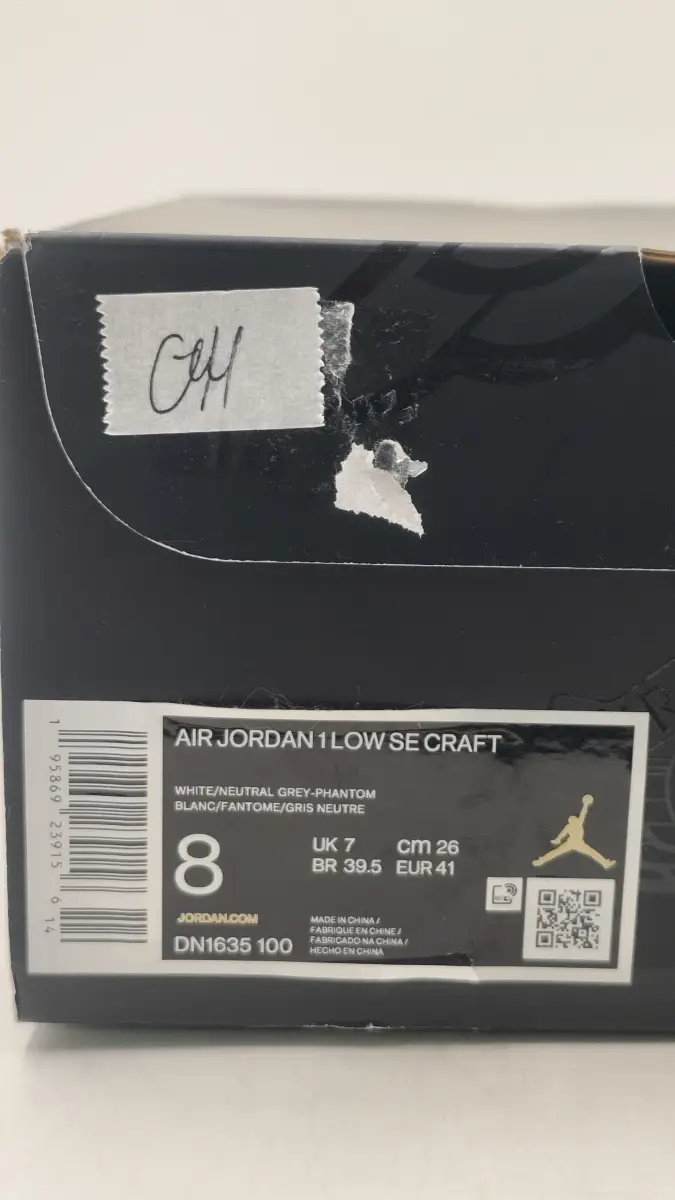 AIR JORDAN 1 LOW SE CRAFT
WHITE/NEUTRAL GREY-PHANTOM
BLANC/FANTOME/GRIS NEUTRE
8
UK 7 cm 26
BR 39.5 EUR 41
JORDAN.COM
DN1635 100
MADE IN CHINA /
FABRIQUE EN CHINE /
FABRICADO NA CHINA /
HECHO EN CHINA
1 95869 23915 6 14